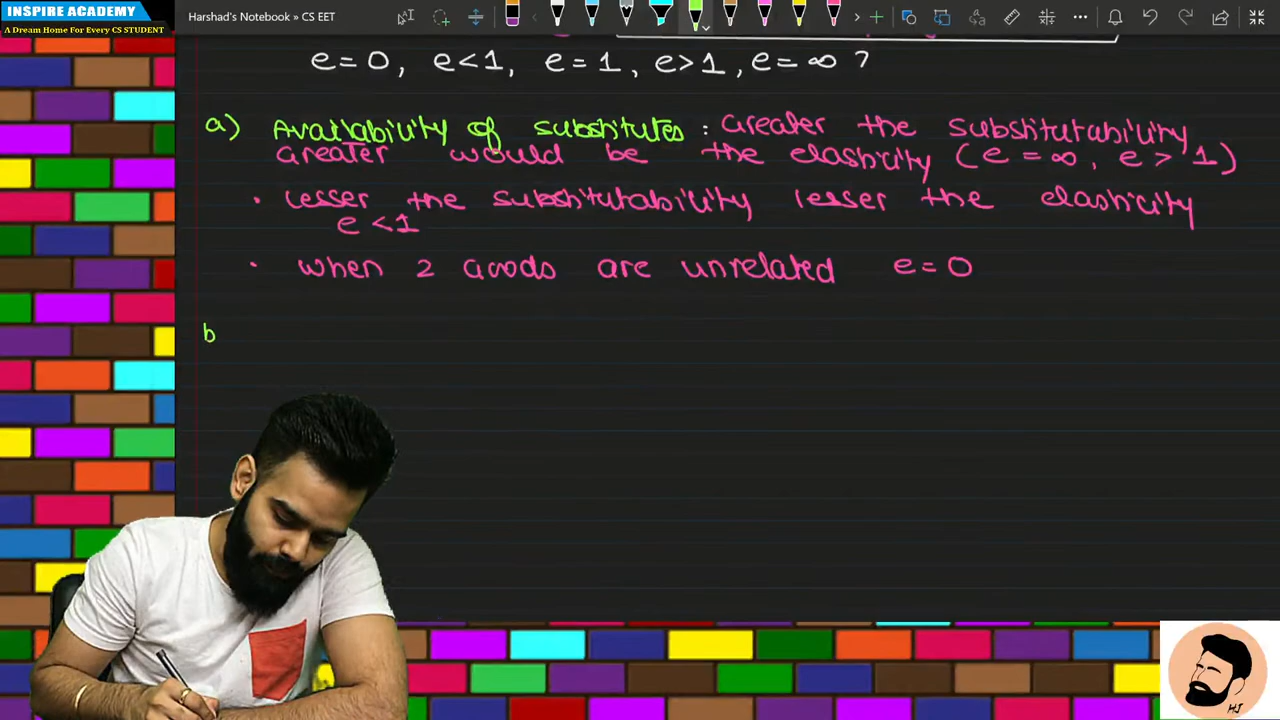 INSPIRE ACADEMY
A Dream Home For Every CS STUDENT
Harshad's Notebook » CS EET
e = 0, e < 1, e = 1, e > 1, e = ∞ ?
a) Availability of substitutes : Greater the substitutability
Greater would be the elasticity (e = ∞, e > 1)
• lesser the substitutability lesser the elasticity
e < 1
• when 2 Goods are unrelated e = 0
b
HJ